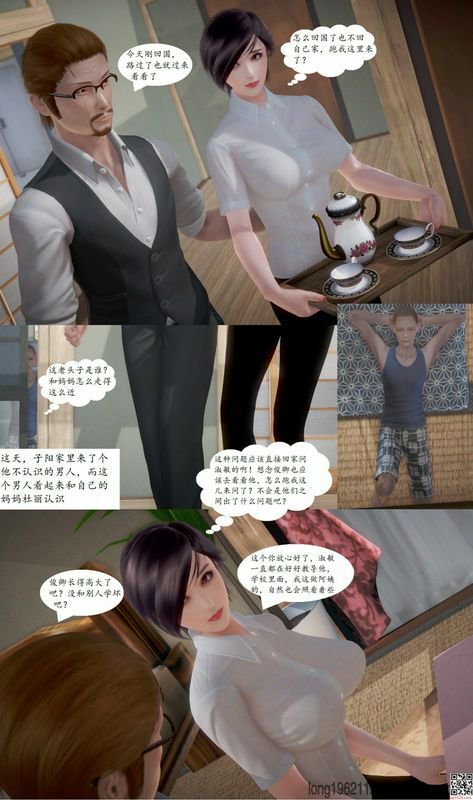 今天刚回国，
路过了也就过来
看看了
怎么回国了也不回
自己家，跑我这里来
了？
这老头子是谁？
和妈妈怎么走得
这么近
这天，子阳家里来了个
他不认识的男人，而这
个男人看起来和自己的
妈妈杜丽认识
这种问题应该直接回家问
淑敏的啊！想念俊卿也应
该去看看他，怎么跑我这
儿来问了？不会是他们之
间出了什么问题吧？
俊卿长得高大了
吧？没和别人学坏
吧？
这个你放心好了，淑敏
一直都在好好教导他，
学校里面，我这做阿姨
的，自然也会照看着些